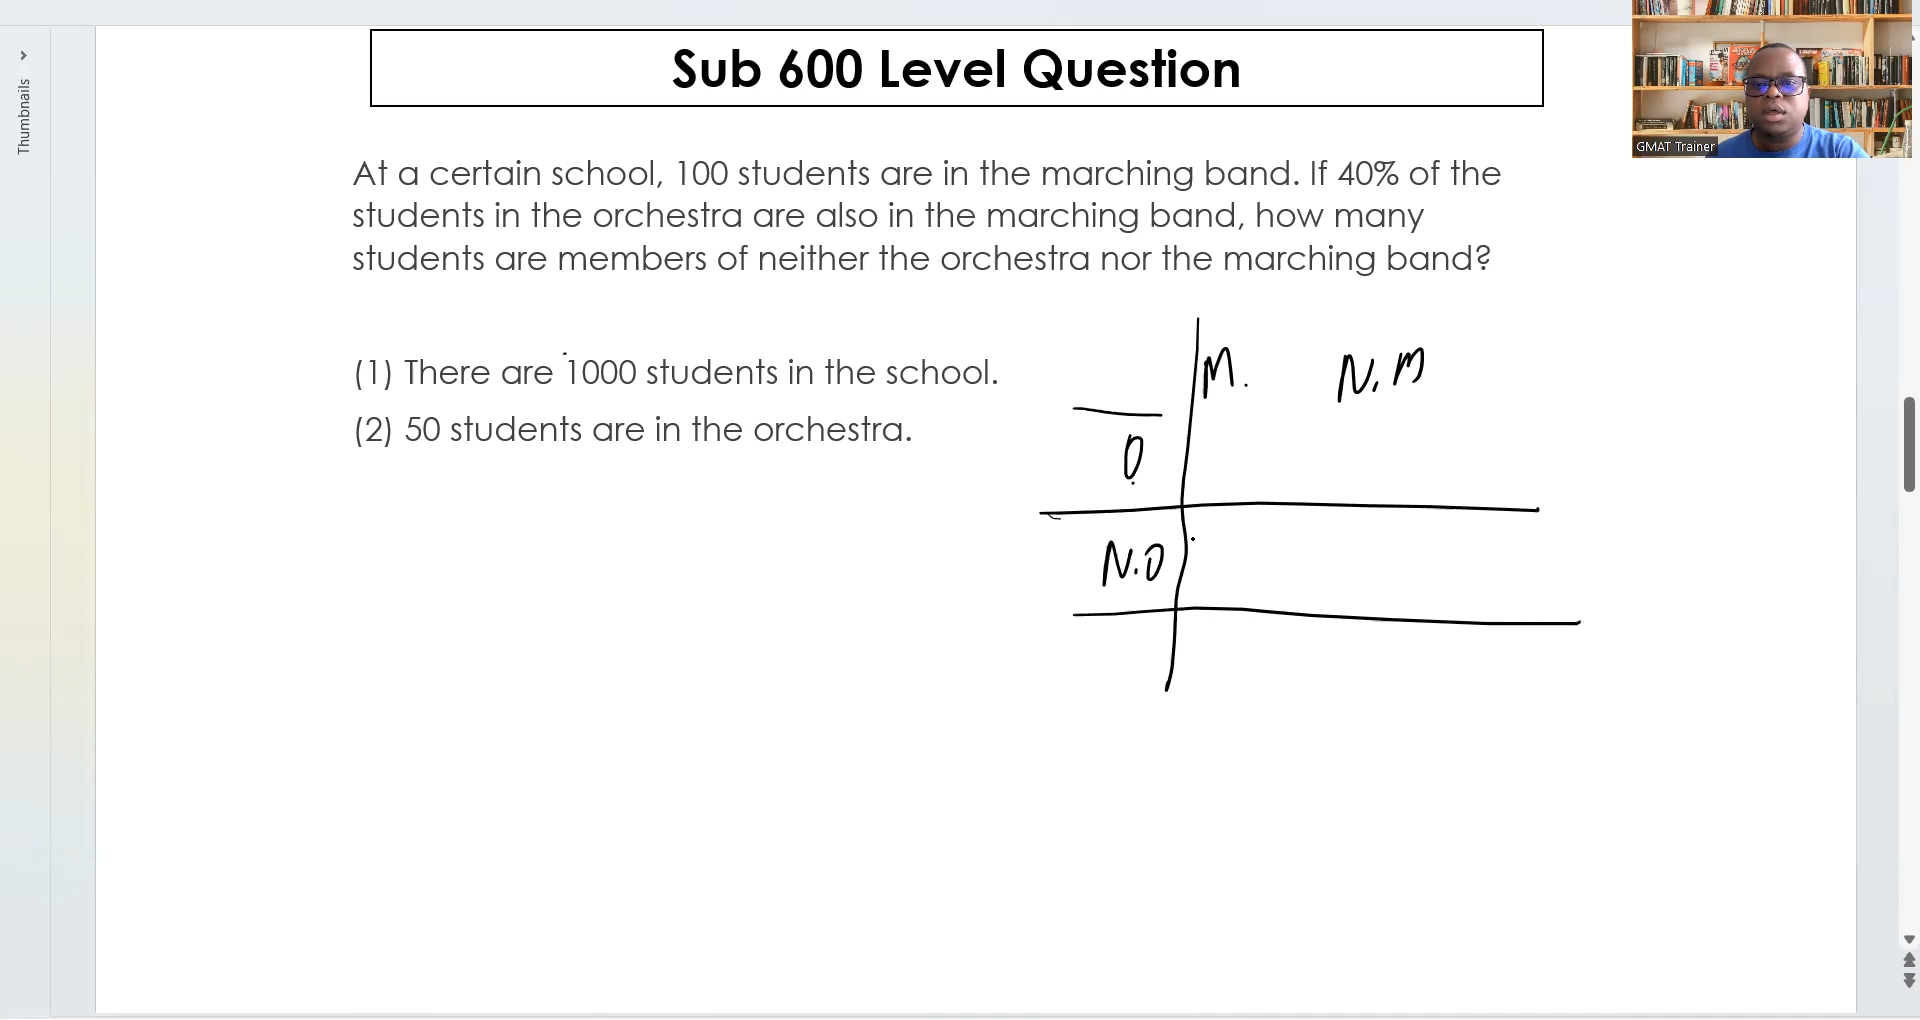 Thumbnails
Sub 600 Level Question
GMAT Trainer
At a certain school, 100 students are in the marching band. If 40% of the
students in the orchestra are also in the marching band, how many
students are members of neither the orchestra nor the marching band?
(1) There are 1000 students in the school.
(2) 50 students are in the orchestra.
M. N.M
O
N.O